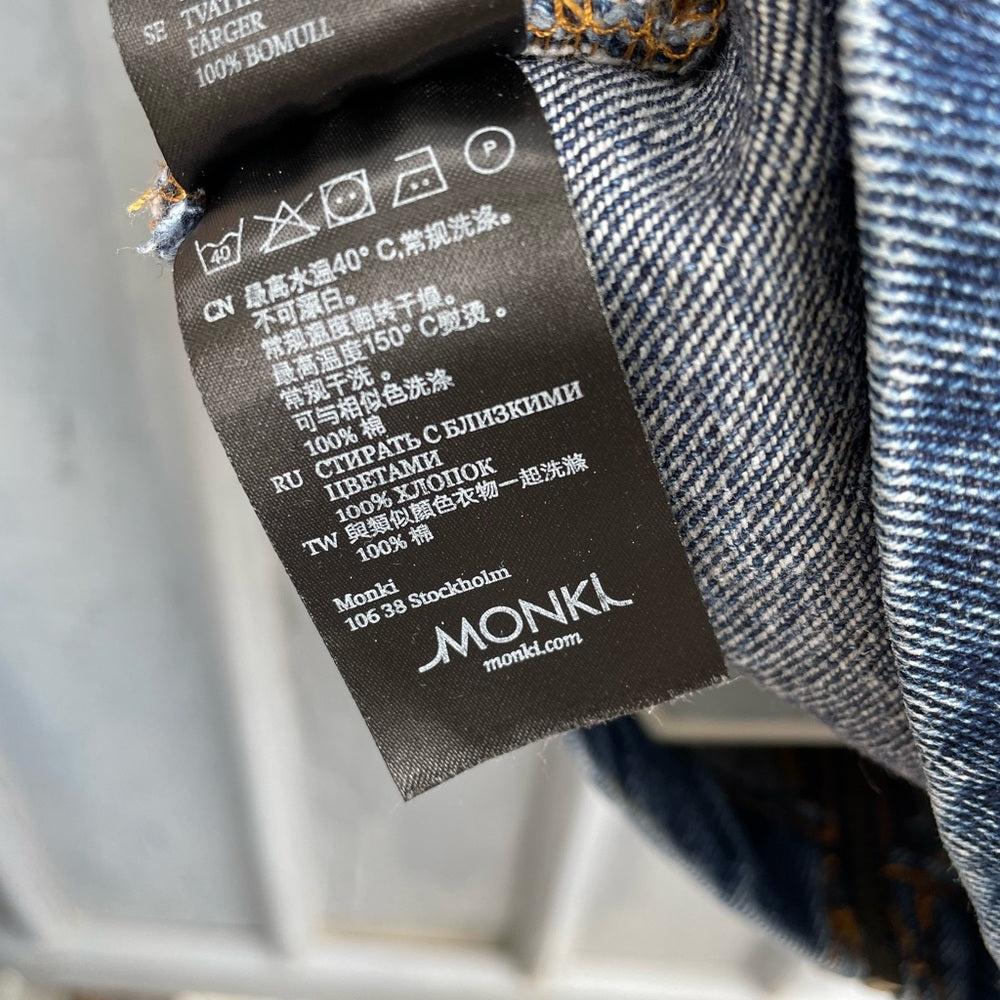 SE
FÄRGER
100% BOMULL
40
P
CN 最高水温40° C,常规洗涤。
不可漂白。
常规温度翻转干燥。
最高温度150° C熨烫。
常规干洗。
可与相似色洗涤
100% 棉
RU СТИРАТЬ С БЛИЗКИМИ
ЦВЕТАМИ
100% ХЛОПОК
TW 與類似顏色衣物一起洗滌
100% 棉
Monki
106 38 Stockholm
MONKI
monki.com